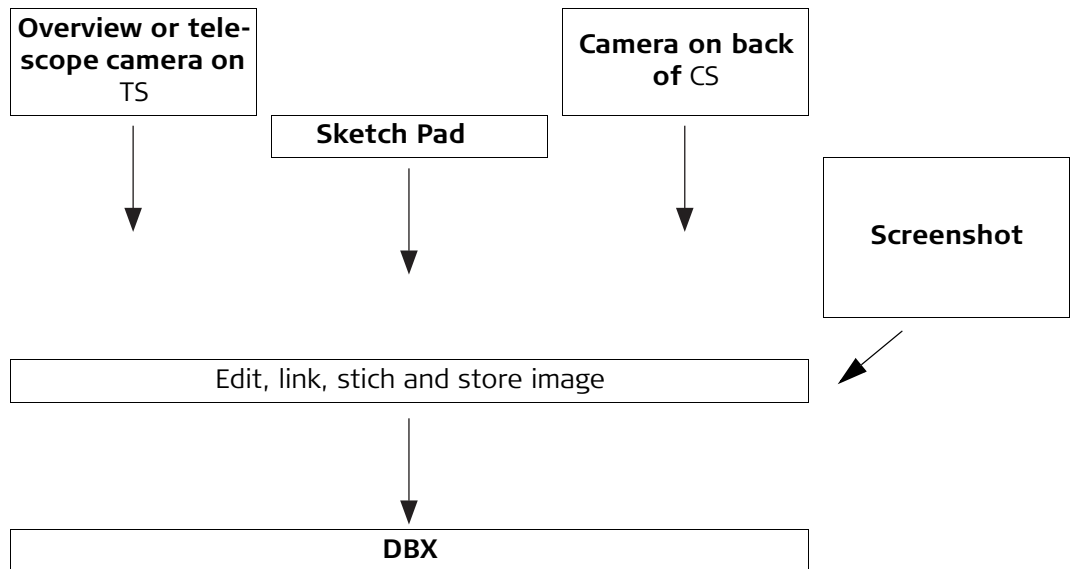 Overview or tele-
scope camera on
TS
Camera on back
of CS
Sketch Pad
Screenshot
Edit, link, stich and store image
DBX